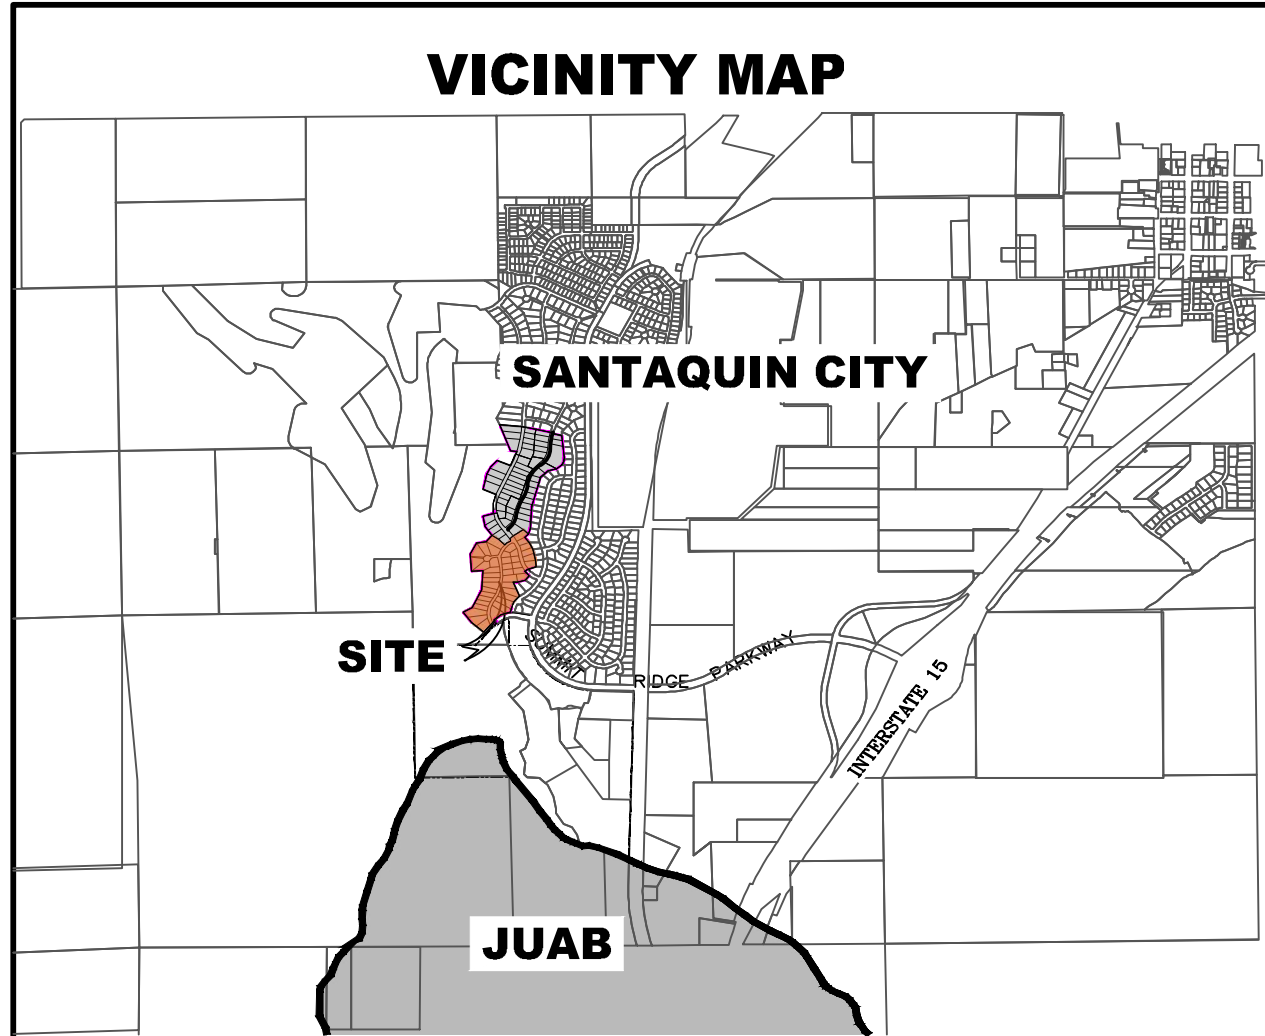 VICINITY MAP
SANTAQUIN CITY
SITE
SUMMIT RIDGE PARKWAY
INTERSTATE 15
JUAB